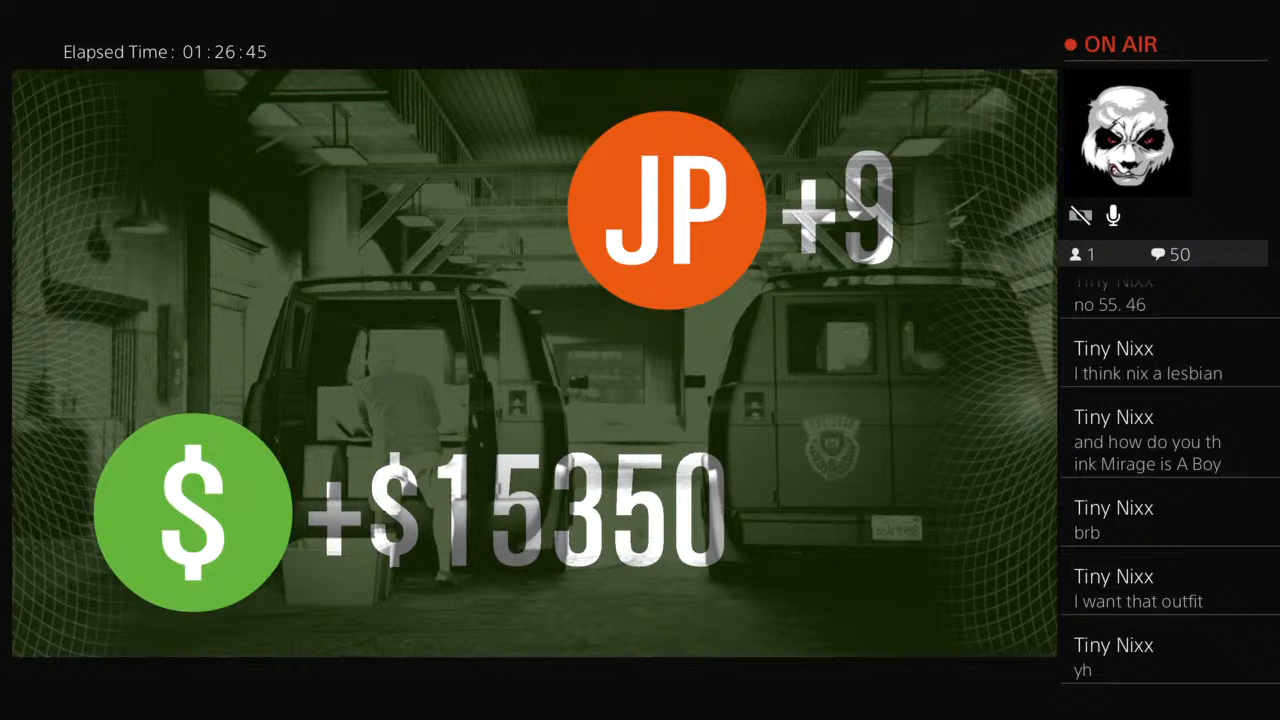 Elapsed Time: 01:26:45
ON AIR
JP +9
1
50
Tiny Nixx
no 55. 46
Tiny Nixx
I think nix a lesbian
Tiny Nixx
and how do you th
ink Mirage is A Boy
Tiny Nixx
brb
$ +$15350
Tiny Nixx
I want that outfit
Tiny Nixx
yh